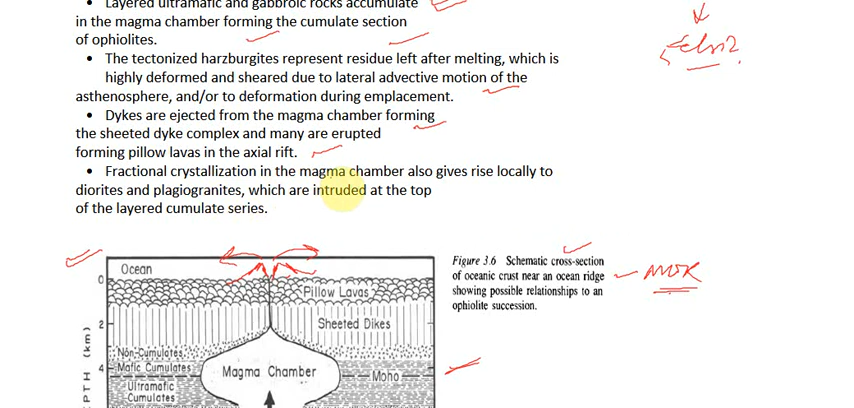 • Layered ultramafic and gabbroic rocks accumulate
in the magma chamber forming the cumulate section
of ophiolites.
• The tectonized harzburgites represent residue left after melting, which is
highly deformed and sheared due to lateral advective motion of the
asthenosphere, and/or to deformation during emplacement.
• Dykes are ejected from the magma chamber forming
the sheeted dyke complex and many are erupted
forming pillow lavas in the axial rift.
• Fractional crystallization in the magma chamber also gives rise locally to
diorites and plagiogranites, which are intruded at the top
of the layered cumulate series.
Figure 3.6 Schematic cross-section
of oceanic crust near an ocean ridge
showing possible relationships to an
ophiolite succession.
Ocean
0
Pillow Lavas
2
Sheeted Dikes
Non-Cumulates
4
Mafic Cumulates
Magma Chamber
Moho
Ultramafic
Cumulates
(km)
MOR